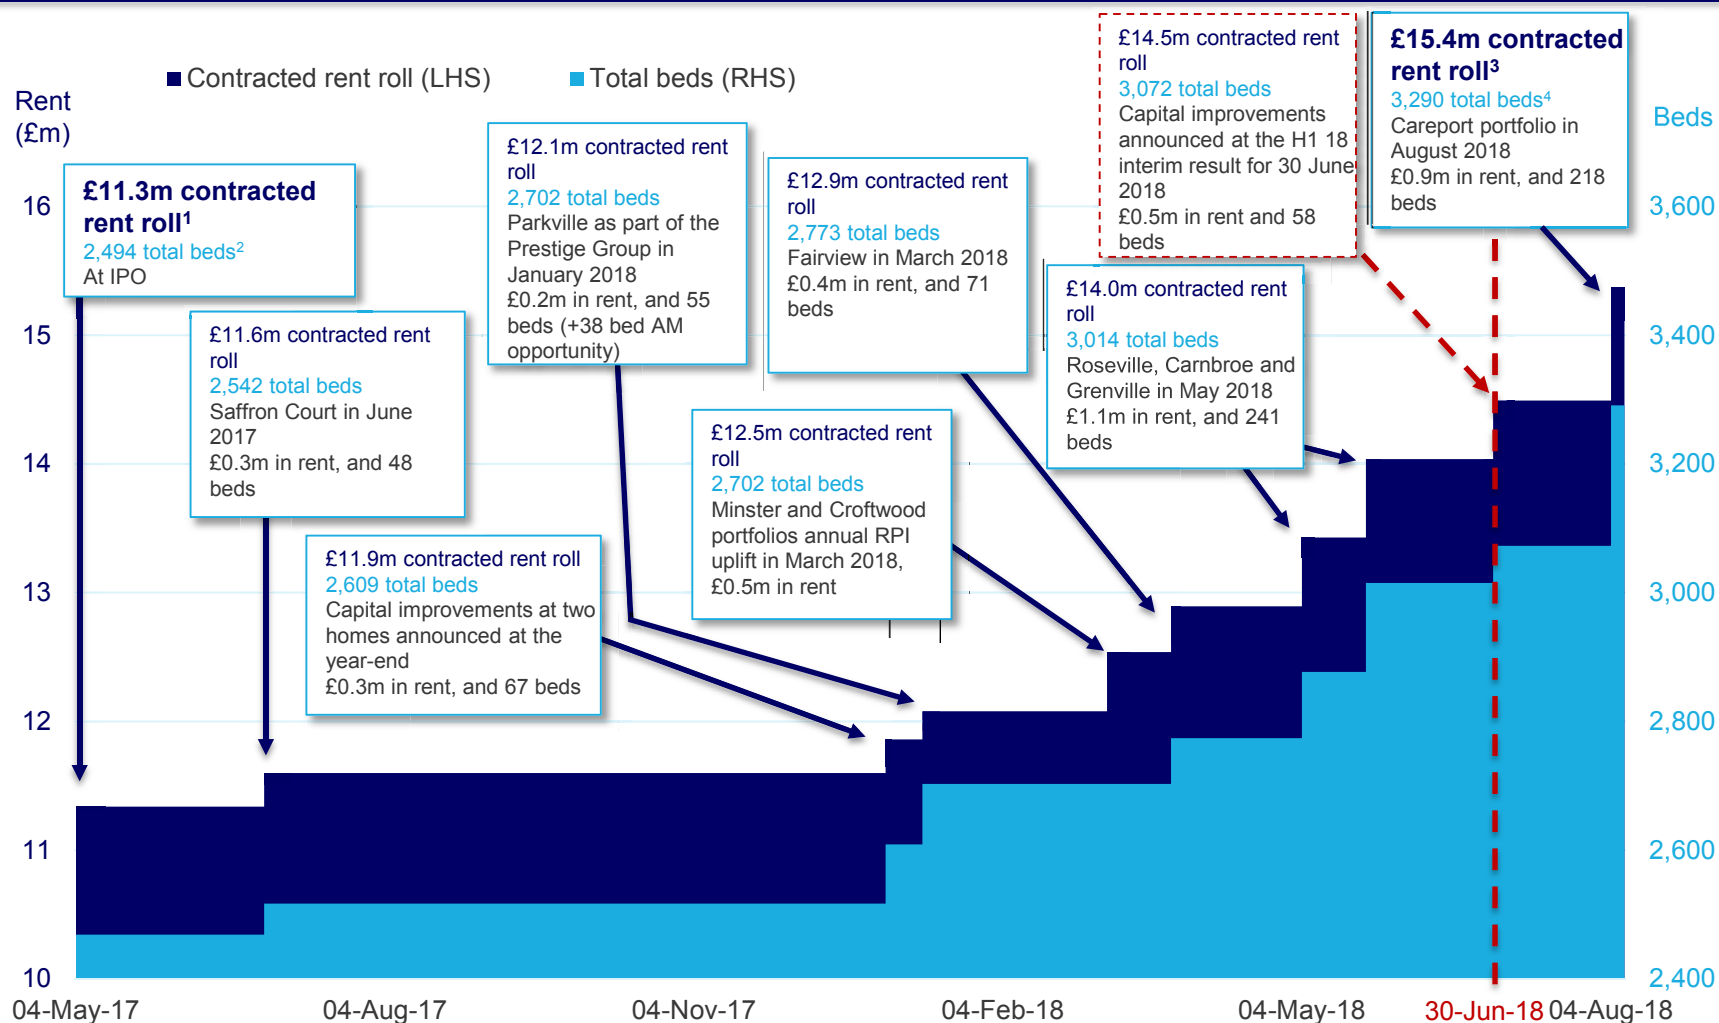 Contracted rent roll (LHS)
Total beds (RHS)
Rent
(£m)
Beds
£11.3m contracted
rent roll¹
2,494 total beds²
At IPO
£11.6m contracted rent
roll
2,542 total beds
Saffron Court in June
2017
£0.3m in rent, and 48
beds
£11.9m contracted rent roll
2,609 total beds
Capital improvements at two
homes announced at the
year-end
£0.3m in rent, and 67 beds
£12.1m contracted rent
roll
2,702 total beds
Parkville as part of the
Prestige Group in
January 2018
£0.2m in rent, and 55
beds (+38 bed AM
opportunity)
£12.5m contracted rent
roll
2,702 total beds
Minster and Croftwood
portfolios annual RPI
uplift in March 2018,
£0.5m in rent
£12.9m contracted rent
roll
2,773 total beds
Fairview in March 2018
£0.4m in rent, and 71
beds
£14.0m contracted rent
roll
3,014 total beds
Roseville, Carnbroe and
Grenville in May 2018
£1.1m in rent, and 241
beds
£14.5m contracted rent
roll
3,072 total beds
Capital improvements
announced at the H1 18
interim result for 30 June
2018
£0.5m in rent and 58
beds
£15.4m contracted
rent roll³
3,290 total beds⁴
Careport portfolio in
August 2018
£0.9m in rent, and 218
beds
16
15
14
13
12
11
10
3,600
3,400
3,200
3,000
2,800
2,600
2,400
04-May-17
04-Aug-17
04-Nov-17
04-Feb-18
04-May-18
30-Jun-18
04-Aug-18